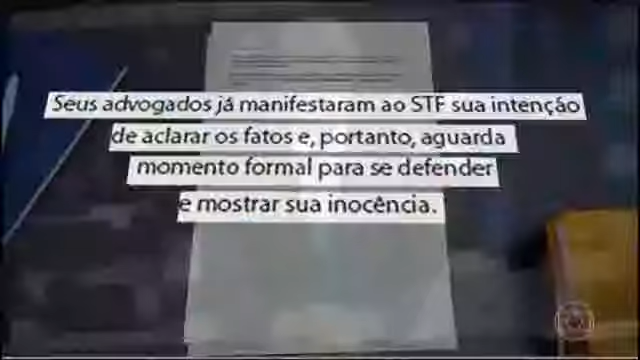 Seus advogados já manifestaram ao STF sua intenção
de aclarar os fatos e, portanto, aguarda
momento formal para se defender
e mostrar sua inocência.